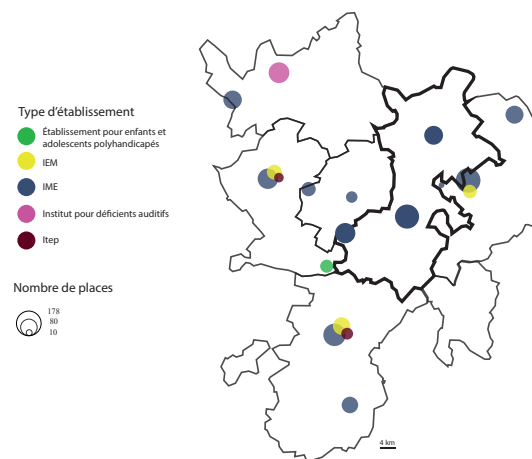 Type d'établissement
Établissement pour enfants et
adolescents polyhandicapés
IEM
IME
Institut pour déficients auditifs
Itep
Nombre de places
178
80
10
4 km